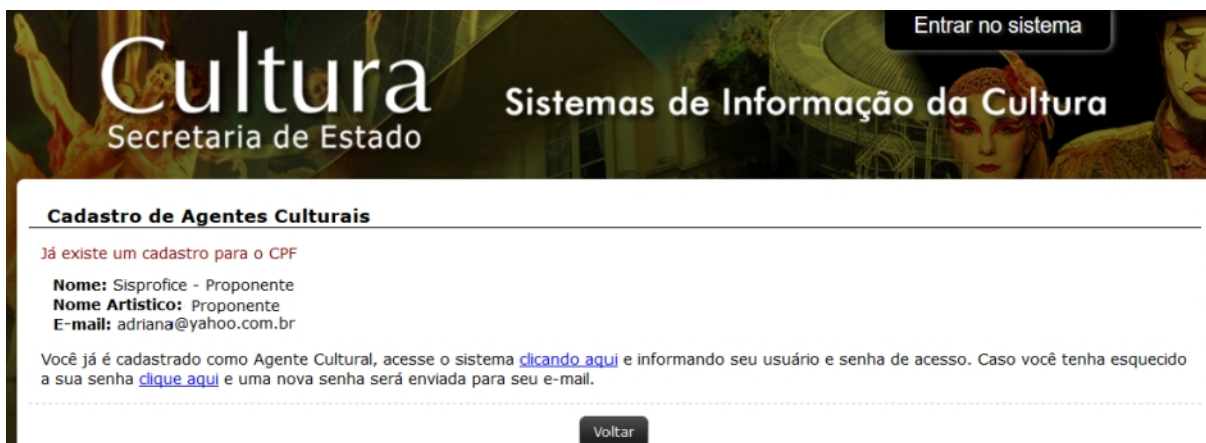 Entrar no sistema
Cultura
Secretaria de Estado
Sistemas de Informação da Cultura
Cadastro de Agentes Culturais
Já existe um cadastro para o CPF
Nome: Sisprofice - Proponente
Nome Artistico: Proponente
E-mail: adriana@yahoo.com.br
Você já é cadastrado como Agente Cultural, acesse o sistema clicando aqui e informando seu usuário e senha de acesso. Caso você tenha esquecido
a sua senha clique aqui e uma nova senha será enviada para seu e-mail.
Voltar